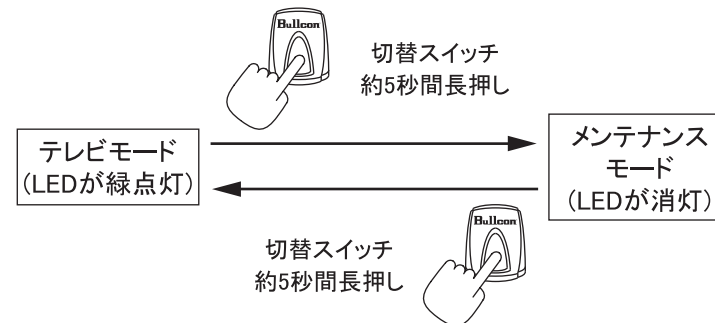 Bullcon
切替スイッチ
約5秒間長押し
テレビモード
(LEDが緑点灯)
メンテナンス
モード
(LEDが消灯)
Bullcon
切替スイッチ
約5秒間長押し